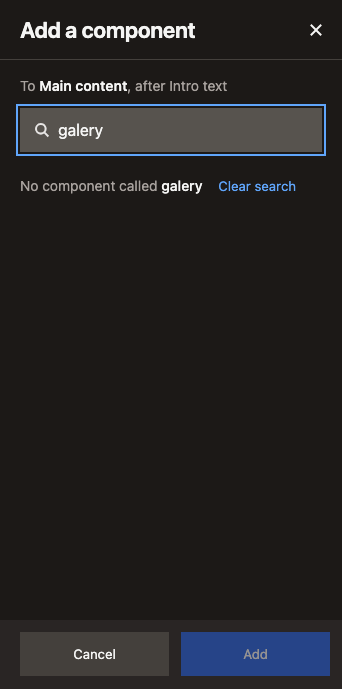 Add a component
To Main content, after Intro text
galery
No component called galery Clear search
Cancel Add